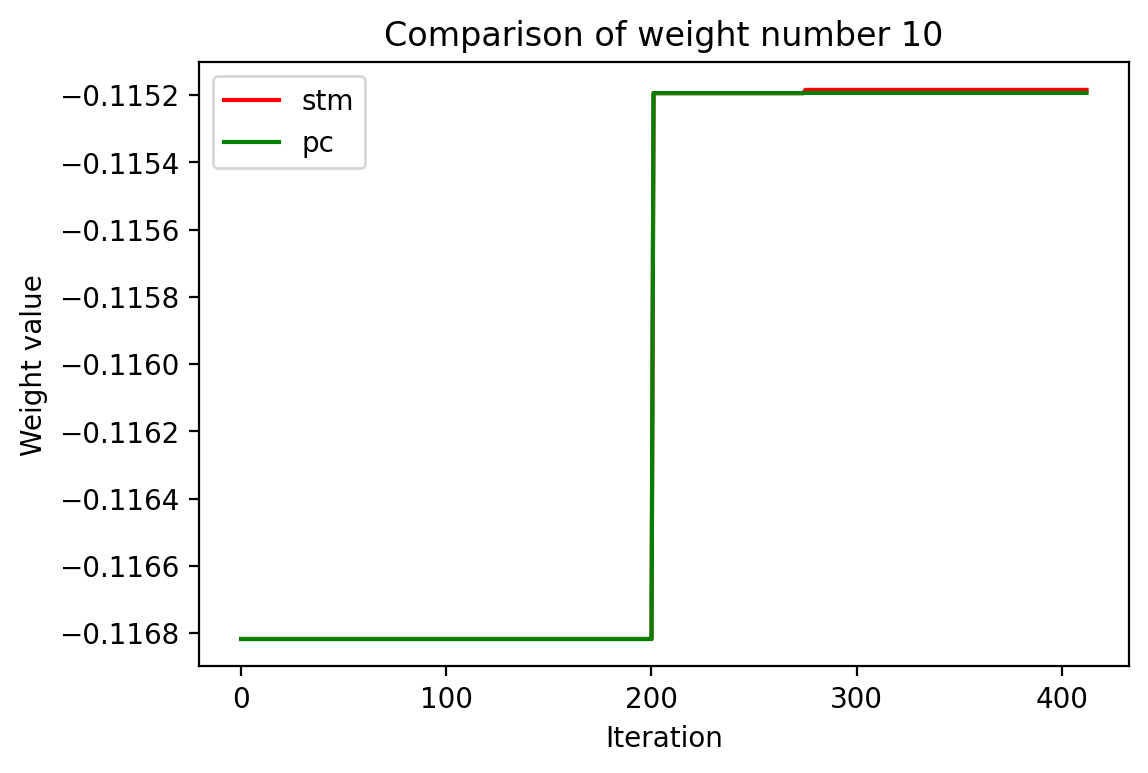 Comparison of weight number 10
stm
pc
Weight value
−0.1152
−0.1154
−0.1156
−0.1158
−0.1160
−0.1162
−0.1164
−0.1166
−0.1168
0 100 200 300 400
Iteration